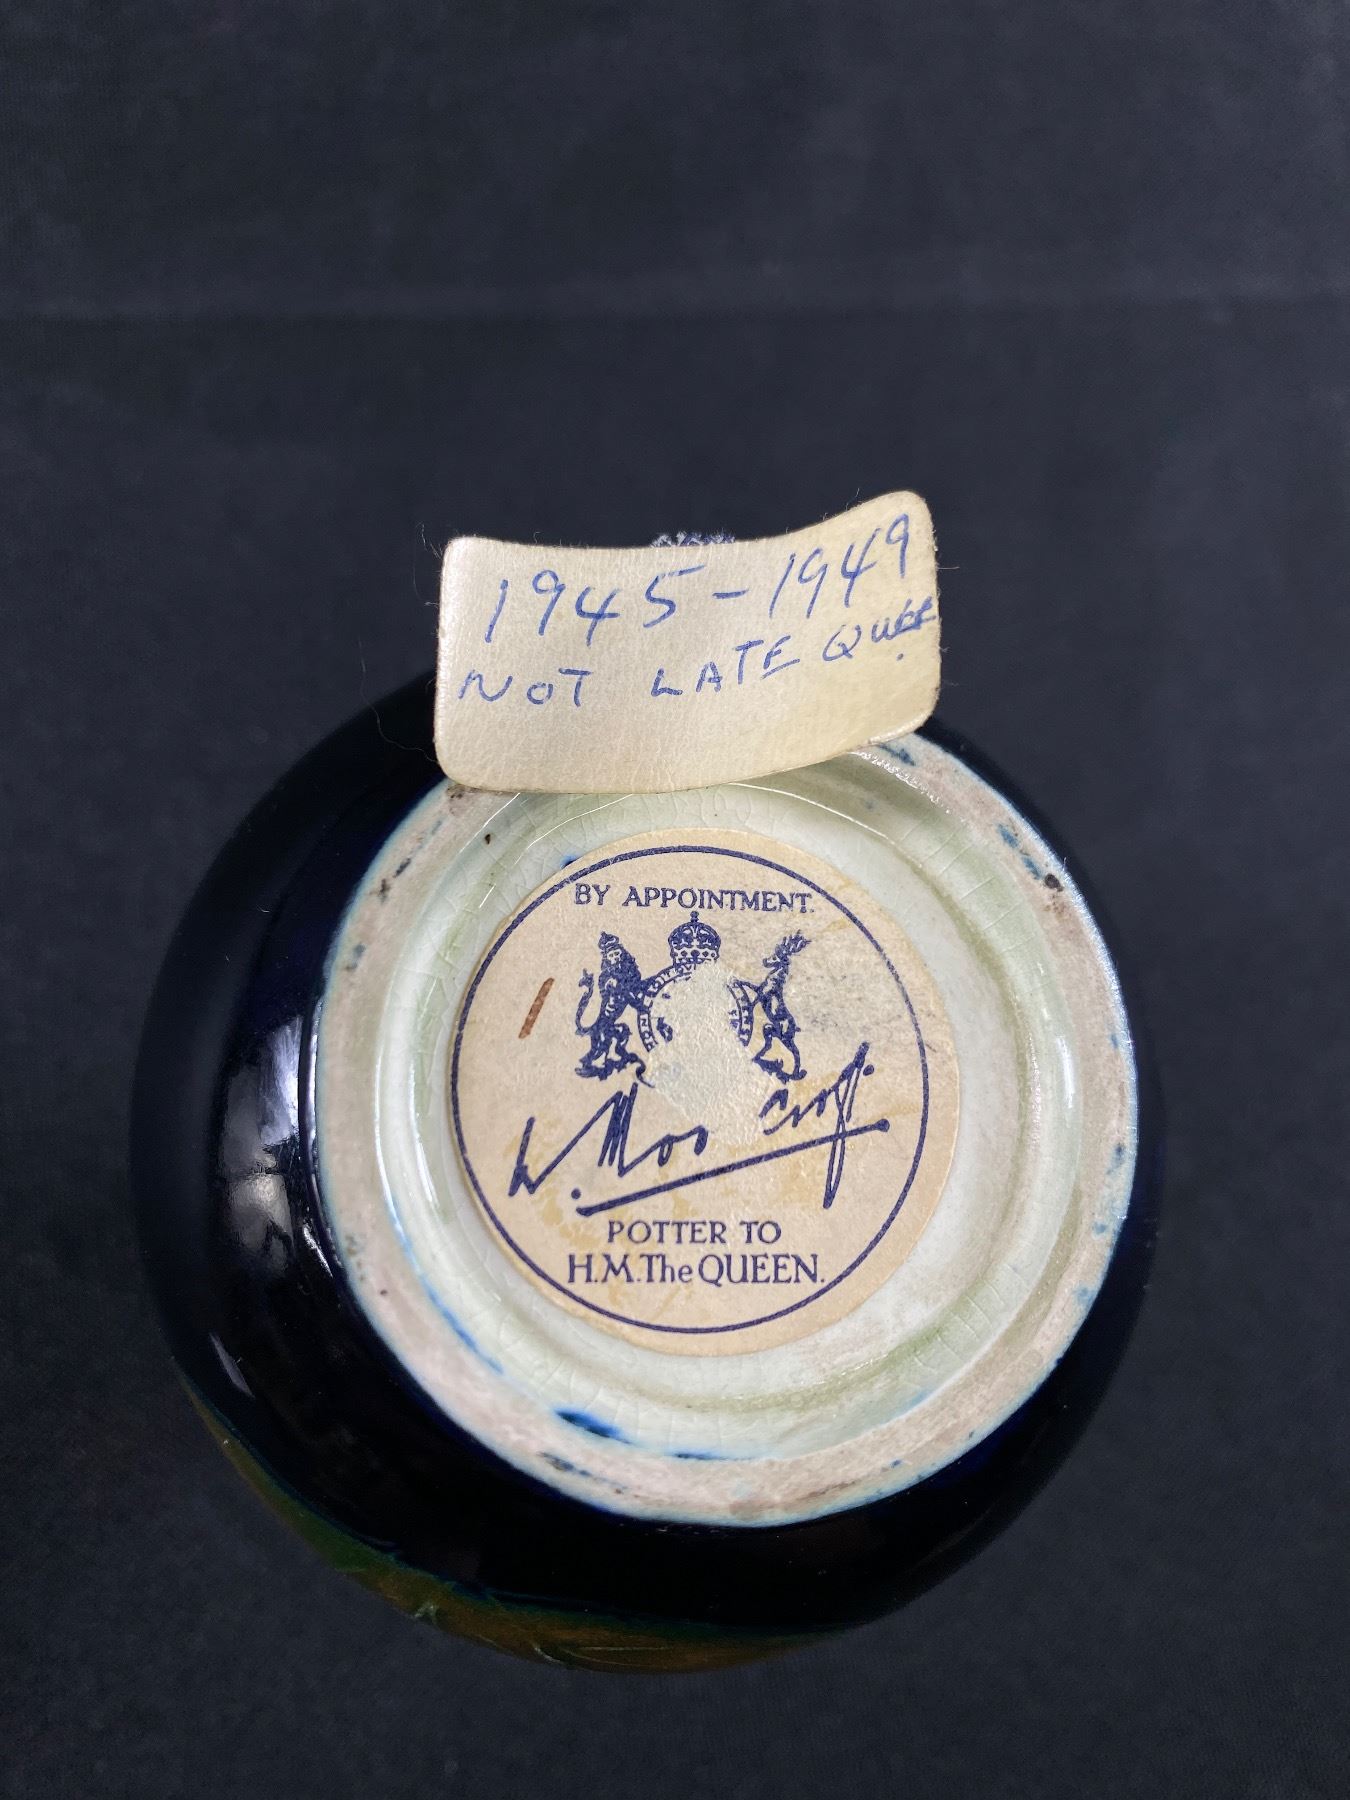 1945-1949
NOT LATE
BY APPOINTMENT.
W. Moorcroft.
POTTER TO
H.M. The QUEEN.